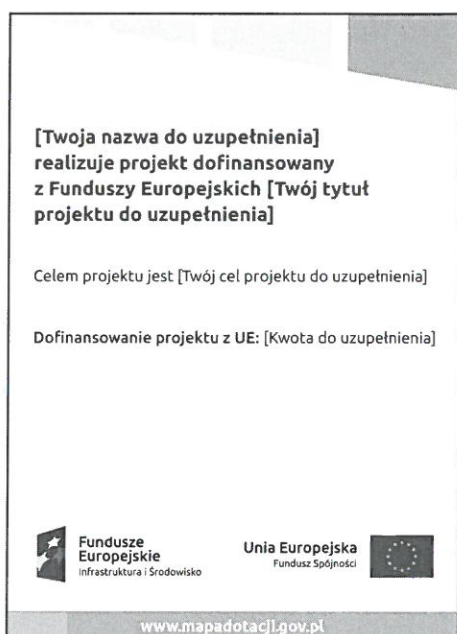 [Twoja nazwa do uzupełnienia]
realizuje projekt dofinansowany
z Funduszy Europejskich [Twój tytuł
projektu do uzupełnienia]
Celem projektu jest [Twój cel projektu do uzupełnienia]
Dofinansowanie projektu z UE: [Kwota do uzupełnienia]
Fundusze
Europejskie
Infrastruktura i Środowisko
Unia Europejska
Fundusz Spójności
www.mapadotacji.gov.pl